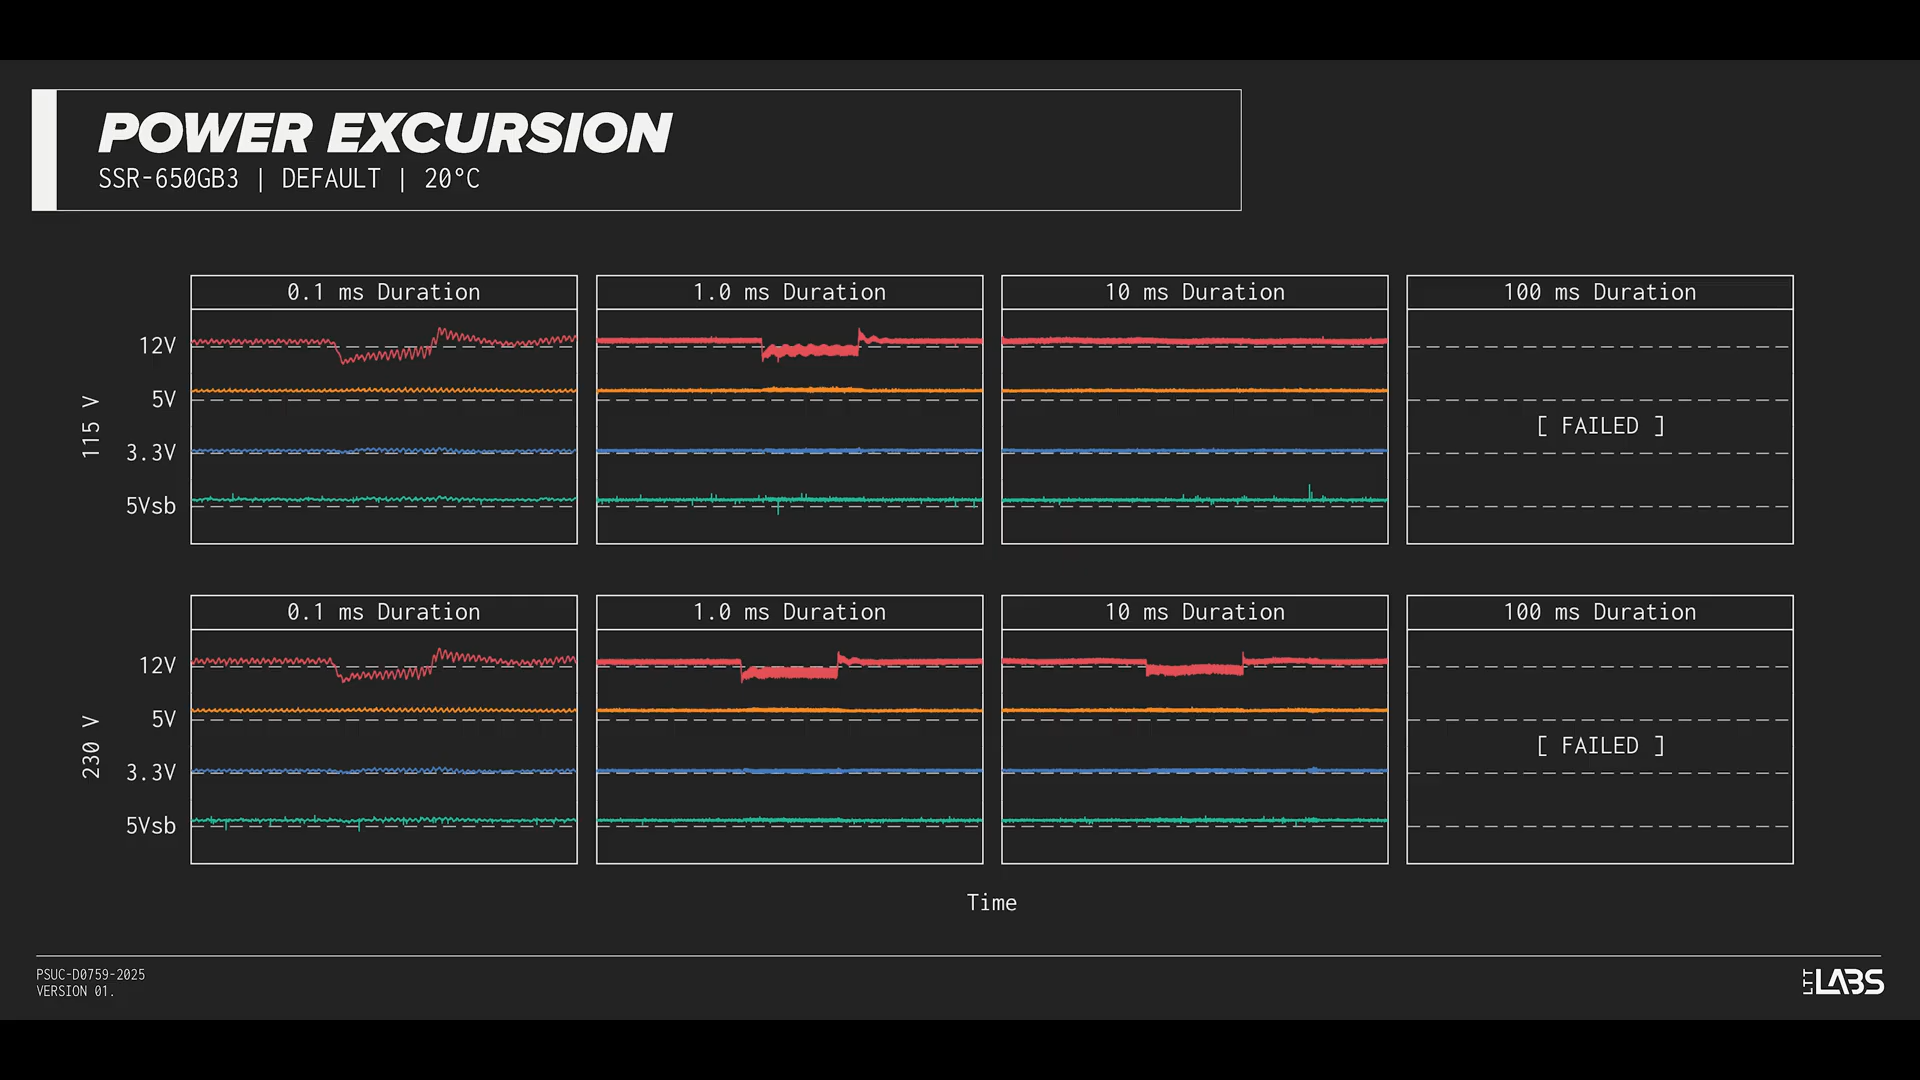 POWER EXCURSION
SSR-650GB3 | DEFAULT | 20°C
0.1 ms Duration
1.0 ms Duration
10 ms Duration
100 ms Duration
115 V
12V
5V
3.3V
5Vsb
[ FAILED ]
0.1 ms Duration
1.0 ms Duration
10 ms Duration
100 ms Duration
230 V
12V
5V
3.3V
5Vsb
[ FAILED ]
Time
PSUC-D0759-2025
VERSION 01.
LTT LABS